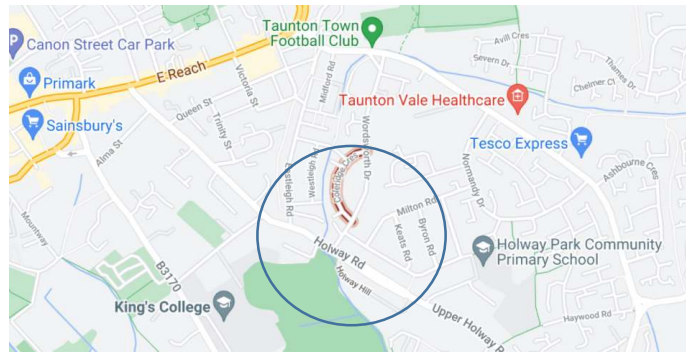 Taunton Town
Football Club
Canon Street Car Park
Avill Cres
Severn Dr
Thames Dr
Chelmer Cl
E Reach
Primark
Victoria St
Midford Rd
Taunton Vale Healthcare
Sainsbury's
Queen St
Trinity St
Wordsworth Dr
Tesco Express
Alma St
Eastleigh Rd
Westleigh Rd
Coleridge Cres
Normandy Dr
Ashbourne Cres
Milton Rd
Mountway
Keats Rd
Byron Rd
Holway Rd
Holway Park Community
Primary School
B3170
Holway Hill
King's College
Upper Holway R
Haywood Rd